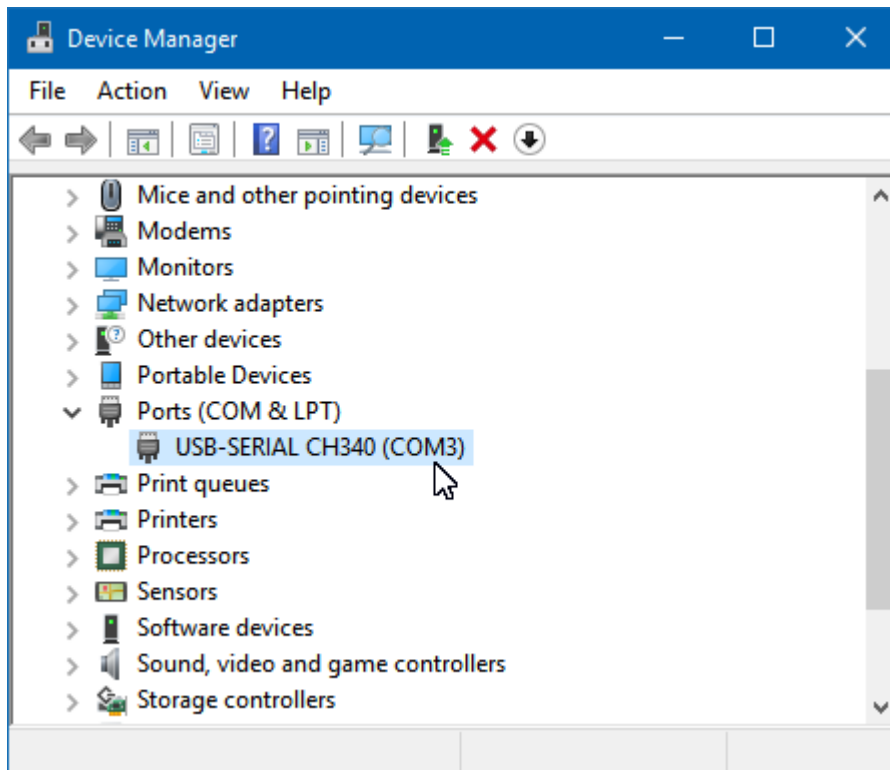 Device Manager
File Action View Help
Mice and other pointing devices
Modems
Monitors
Network adapters
Other devices
Portable Devices
Ports (COM & LPT)
USB-SERIAL CH340 (COM3)
Print queues
Printers
Processors
Sensors
Software devices
Sound, video and game controllers
Storage controllers